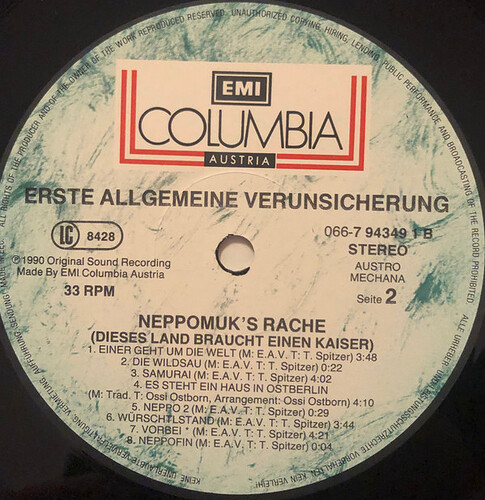 EMI
COLUMBIA
AUSTRIA
ERSTE ALLGEMEINE VERUNSICHERUNG
LC 8428
066-7 94349 1 B
STEREO
AUSTRO
MECHANA
Seite 2
℗1990 Original Sound Recording
Made By EMI Columbia Austria
33 RPM
NEPPOMUK'S RACHE
(DIESES LAND BRAUCHT EINEN KAISER)
1. EINER GEHT UM DIE WELT (M: E.A.V. T: T. Spitzer) 3:48
2. DIE WILDSAU (M: E.A.V. T: T. Spitzer) 0:22
3. SAMURAI (M: E.A.V. T: T. Spitzer) 4:02
4. ES STEHT EIN HAUS IN OSTBERLIN
(M: Trad. T: Ossi Ostborn, Arrangement: Ossi Ostborn) 4:10
5. NEPRO 2 (M: E.A.V. T: T. Spitzer) 0:29
6. WÜRSCHTLSTAND (M: E.A.V. T: T. Spitzer) 3:44
7. VORBEI * (M: E.A.V. T: T. Spitzer) 4:21
8. NEPPOFIN (M: E.A.V. T: T. Spitzer) 0:04
ALL RIGHTS OF THE PRODUCER AND OF THE OWNER OF THE WORK REPRODUCED RESERVED. UNAUTHORIZED COPYING, HIRING, LENDING, PUBLIC PERFORMANCE AND BROADCASTING OF THE RECORD PROHIBITED